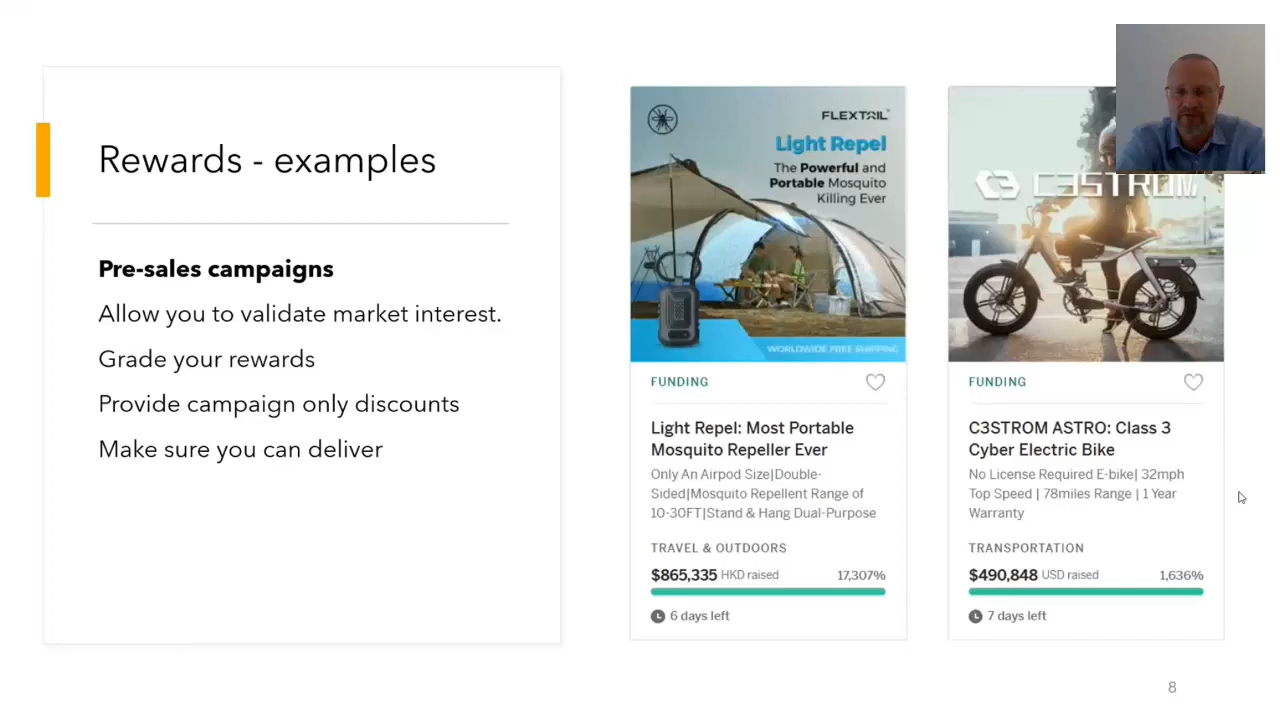 Rewards - examples
Pre-sales campaigns
Allow you to validate market interest.
Grade your rewards
Provide campaign only discounts
Make sure you can deliver
FLEXTAIL
Light Repel
The Powerful and
Portable Mosquito
Killing Ever
WORLDWIDE FREE SHIPPING
FUNDING
Light Repel: Most Portable
Mosquito Repeller Ever
Only An Airpod Size|Double-
Sided|Mosquito Repellent Range of
10-30FT|Stand & Hang Dual-Purpose
TRAVEL & OUTDOORS
$865,335 HKD raised 17,307%
6 days left
C3STROM
FUNDING
C3STROM ASTRO: Class 3
Cyber Electric Bike
No License Required E-bike| 32mph
Top Speed | 78miles Range | 1 Year
Warranty
TRANSPORTATION
$490,848 USD raised 1,636%
7 days left
8